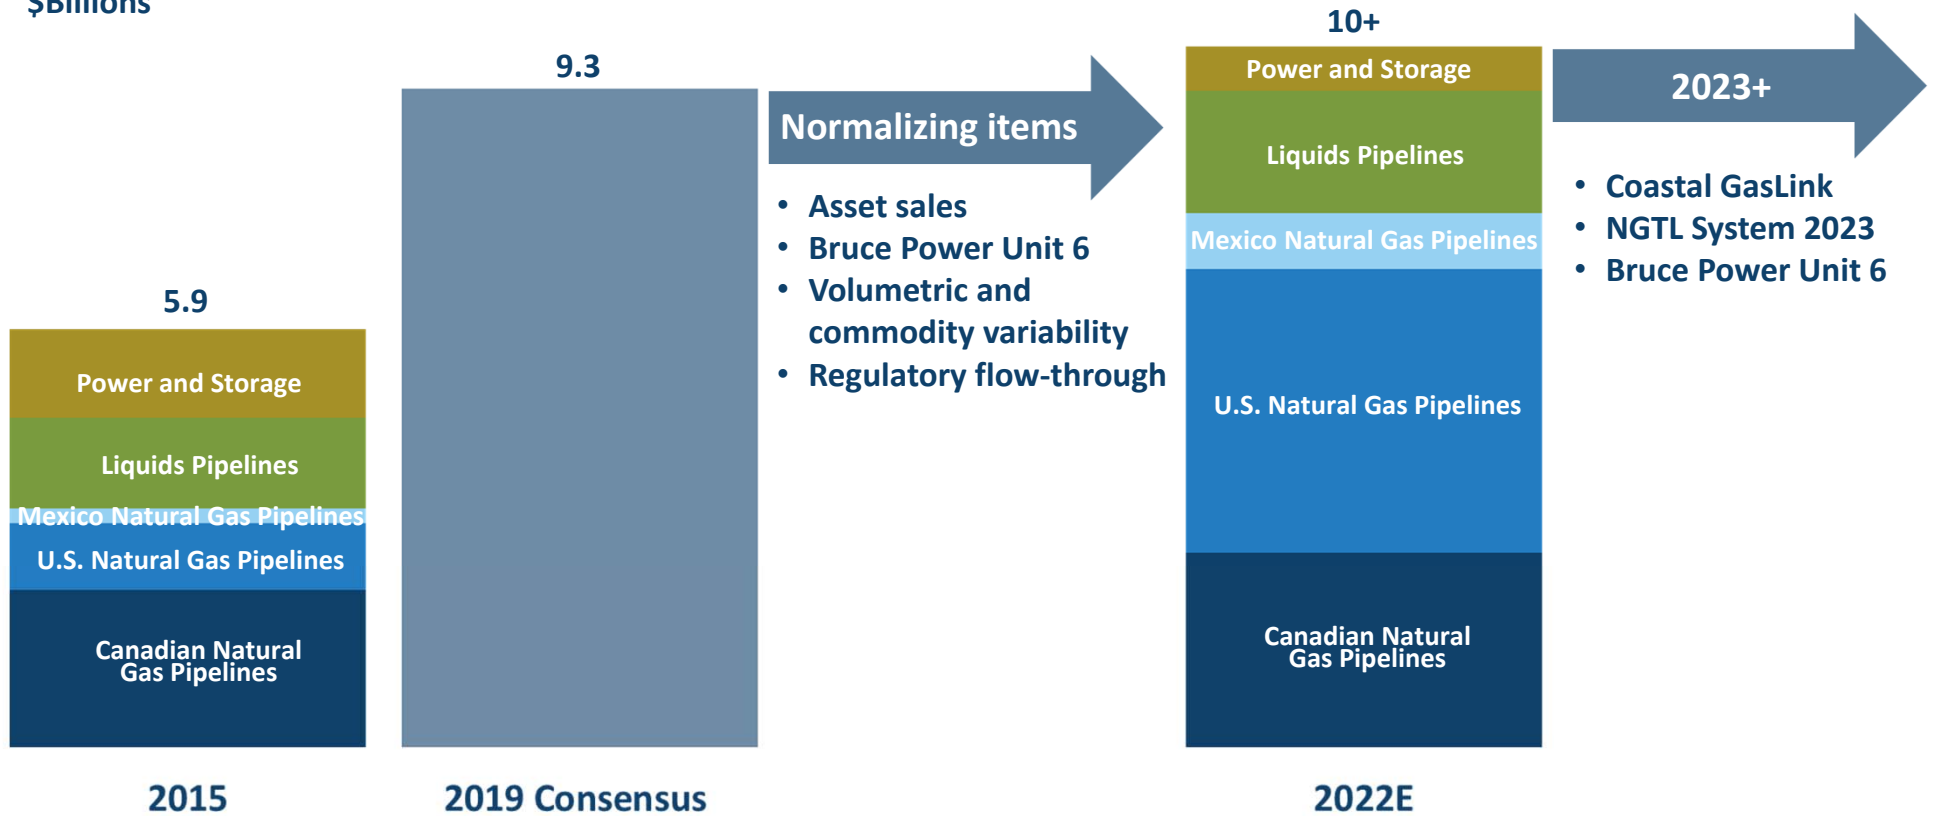 $Billions
5.9
Power and Storage
Liquids Pipelines
Mexico Natural Gas Pipelines
U.S. Natural Gas Pipelines
Canadian Natural
Gas Pipelines
2015
9.3
2019 Consensus
Normalizing items
• Asset sales
• Bruce Power Unit 6
• Volumetric and
commodity variability
• Regulatory flow-through
10+
Power and Storage
Liquids Pipelines
Mexico Natural Gas Pipelines
U.S. Natural Gas Pipelines
Canadian Natural
Gas Pipelines
2022E
2023+
• Coastal GasLink
• NGTL System 2023
• Bruce Power Unit 6